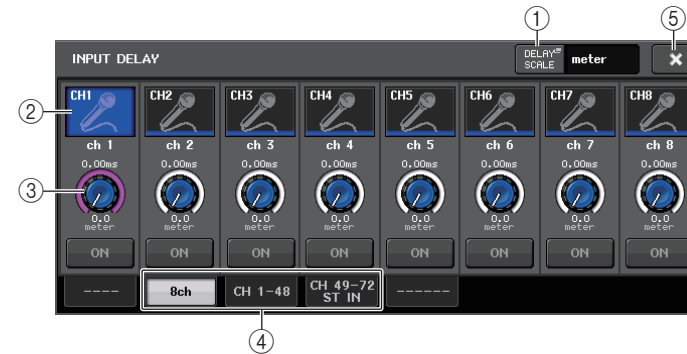 ① ⑤
INPUT DELAY DELAY SCALE meter ×
② CH1 CH2 CH3 CH4 CH5 CH6 CH7 CH8
ch 1 ch 2 ch 3 ch 4 ch 5 ch 6 ch 7 ch 8
0.00ms 0.00ms 0.00ms 0.00ms 0.00ms 0.00ms 0.00ms 0.00ms
③
0.0 0.0 0.0 0.0 0.0 0.0 0.0 0.0
meter meter meter meter meter meter meter meter
ON ON ON ON ON ON ON ON
---- 8ch CH 1-48 CH 49-72 ST IN ------
④